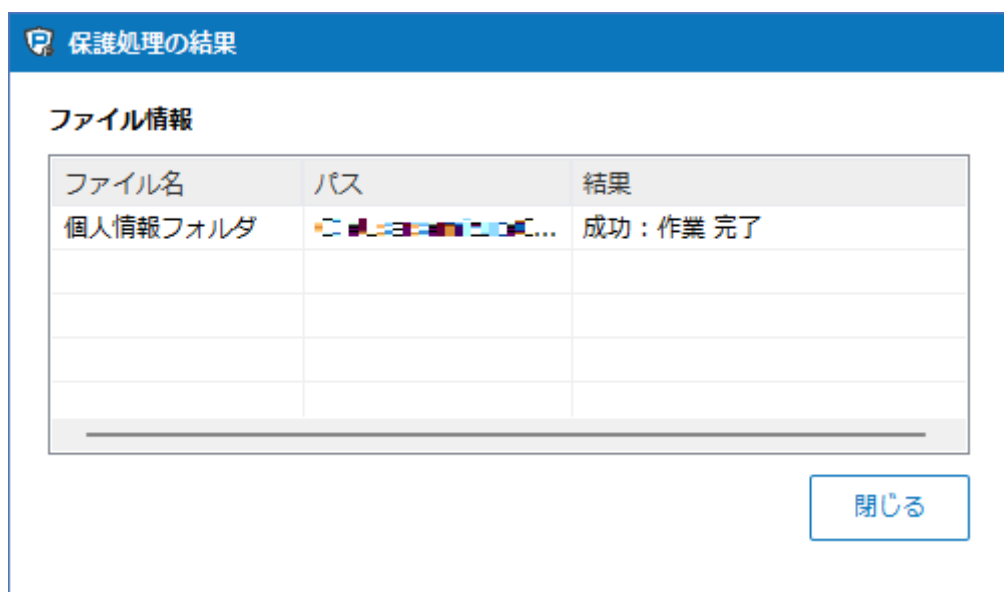 保護処理の結果
ファイル情報
ファイル名 パス 結果
個人情報フォルダ 成功：作業 完了
閉じる